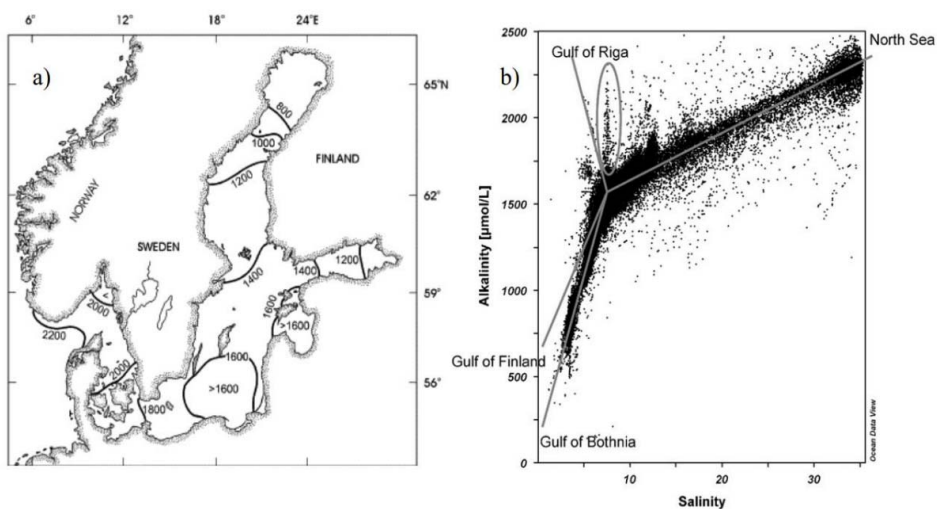 6° 12° 18° 24°E
a)
65°N
800
1000
FINLAND
1200
62°
NORWAY
SWEDEN
1400
1400
1200
59°
<
2000
1600
>1600
2200
2000
1600
56°
>1600
1800
b)
2500
Gulf of Riga
North Sea
2000
1500
Alkalinity [µmol/L]
1000
Gulf of Finland
500
Gulf of Bothnia
0
10 20 30
Salinity
Ocean Data View